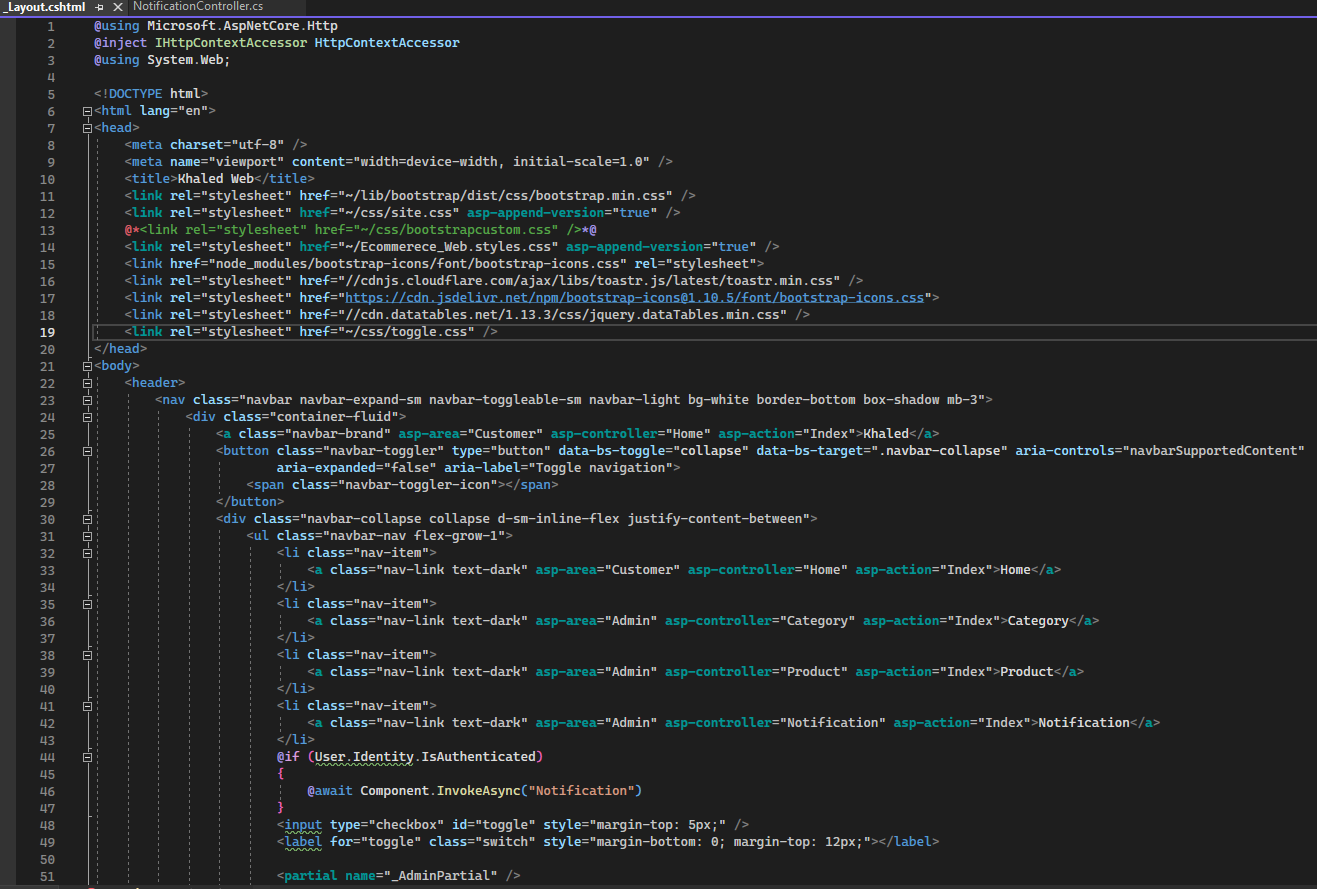 _Layout.cshtml NotificationController.cs
1 @using Microsoft.AspNetCore.Http
2 @inject IHttpContextAccessor HttpContextAccessor
3 @using System.Web;
4
5 <!DOCTYPE html>
6 <html lang="en">
7 <head>
8 <meta charset="utf-8" />
9 <meta name="viewport" content="width=device-width, initial-scale=1.0" />
10 <title>Khaled Web</title>
11 <link rel="stylesheet" href="~/lib/bootstrap/dist/css/bootstrap.min.css" />
12 <link rel="stylesheet" href="~/css/site.css" asp-append-version="true" />
13 @*<link rel="stylesheet" href="~/css/bootstrapcustom.css" />*@
14 <link rel="stylesheet" href="~/Ecommerece_Web.styles.css" asp-append-version="true" />
15 <link href="node_modules/bootstrap-icons/font/bootstrap-icons.css" rel="stylesheet">
16 <link rel="stylesheet" href="//cdnjs.cloudflare.com/ajax/libs/toastr.js/latest/toastr.min.css" />
17 <link rel="stylesheet" href="https://cdn.jsdelivr.net/npm/bootstrap-icons@1.10.5/font/bootstrap-icons.css">
18 <link rel="stylesheet" href="//cdn.datatables.net/1.13.3/css/jquery.dataTables.min.css" />
19 <link rel="stylesheet" href="~/css/toggle.css" />
20 </head>
21 <body>
22 <header>
23 <nav class="navbar navbar-expand-sm navbar-toggleable-sm navbar-light bg-white border-bottom box-shadow mb-3">
24 <div class="container-fluid">
25 <a class="navbar-brand" asp-area="Customer" asp-controller="Home" asp-action="Index">Khaled</a>
26 <button class="navbar-toggler" type="button" data-bs-toggle="collapse" data-bs-target=".navbar-collapse" aria-controls="navbarSupportedContent"
27 aria-expanded="false" aria-label="Toggle navigation">
28 <span class="navbar-toggler-icon"></span>
29 </button>
30 <div class="navbar-collapse collapse d-sm-inline-flex justify-content-between">
31 <ul class="navbar-nav flex-grow-1">
32 <li class="nav-item">
33 <a class="nav-link text-dark" asp-area="Customer" asp-controller="Home" asp-action="Index">Home</a>
34 </li>
35 <li class="nav-item">
36 <a class="nav-link text-dark" asp-area="Admin" asp-controller="Category" asp-action="Index">Category</a>
37 </li>
38 <li class="nav-item">
39 <a class="nav-link text-dark" asp-area="Admin" asp-controller="Product" asp-action="Index">Product</a>
40 </li>
41 <li class="nav-item">
42 <a class="nav-link text-dark" asp-area="Admin" asp-controller="Notification" asp-action="Index">Notification</a>
43 </li>
44 @if (User.Identity.IsAuthenticated)
45 {
46 @await Component.InvokeAsync("Notification")
47 }
48 <input type="checkbox" id="toggle" style="margin-top: 5px;" />
49 <label for="toggle" class="switch" style="margin-bottom: 0; margin-top: 12px;"></label>
50
51 <partial name="_AdminPartial" />